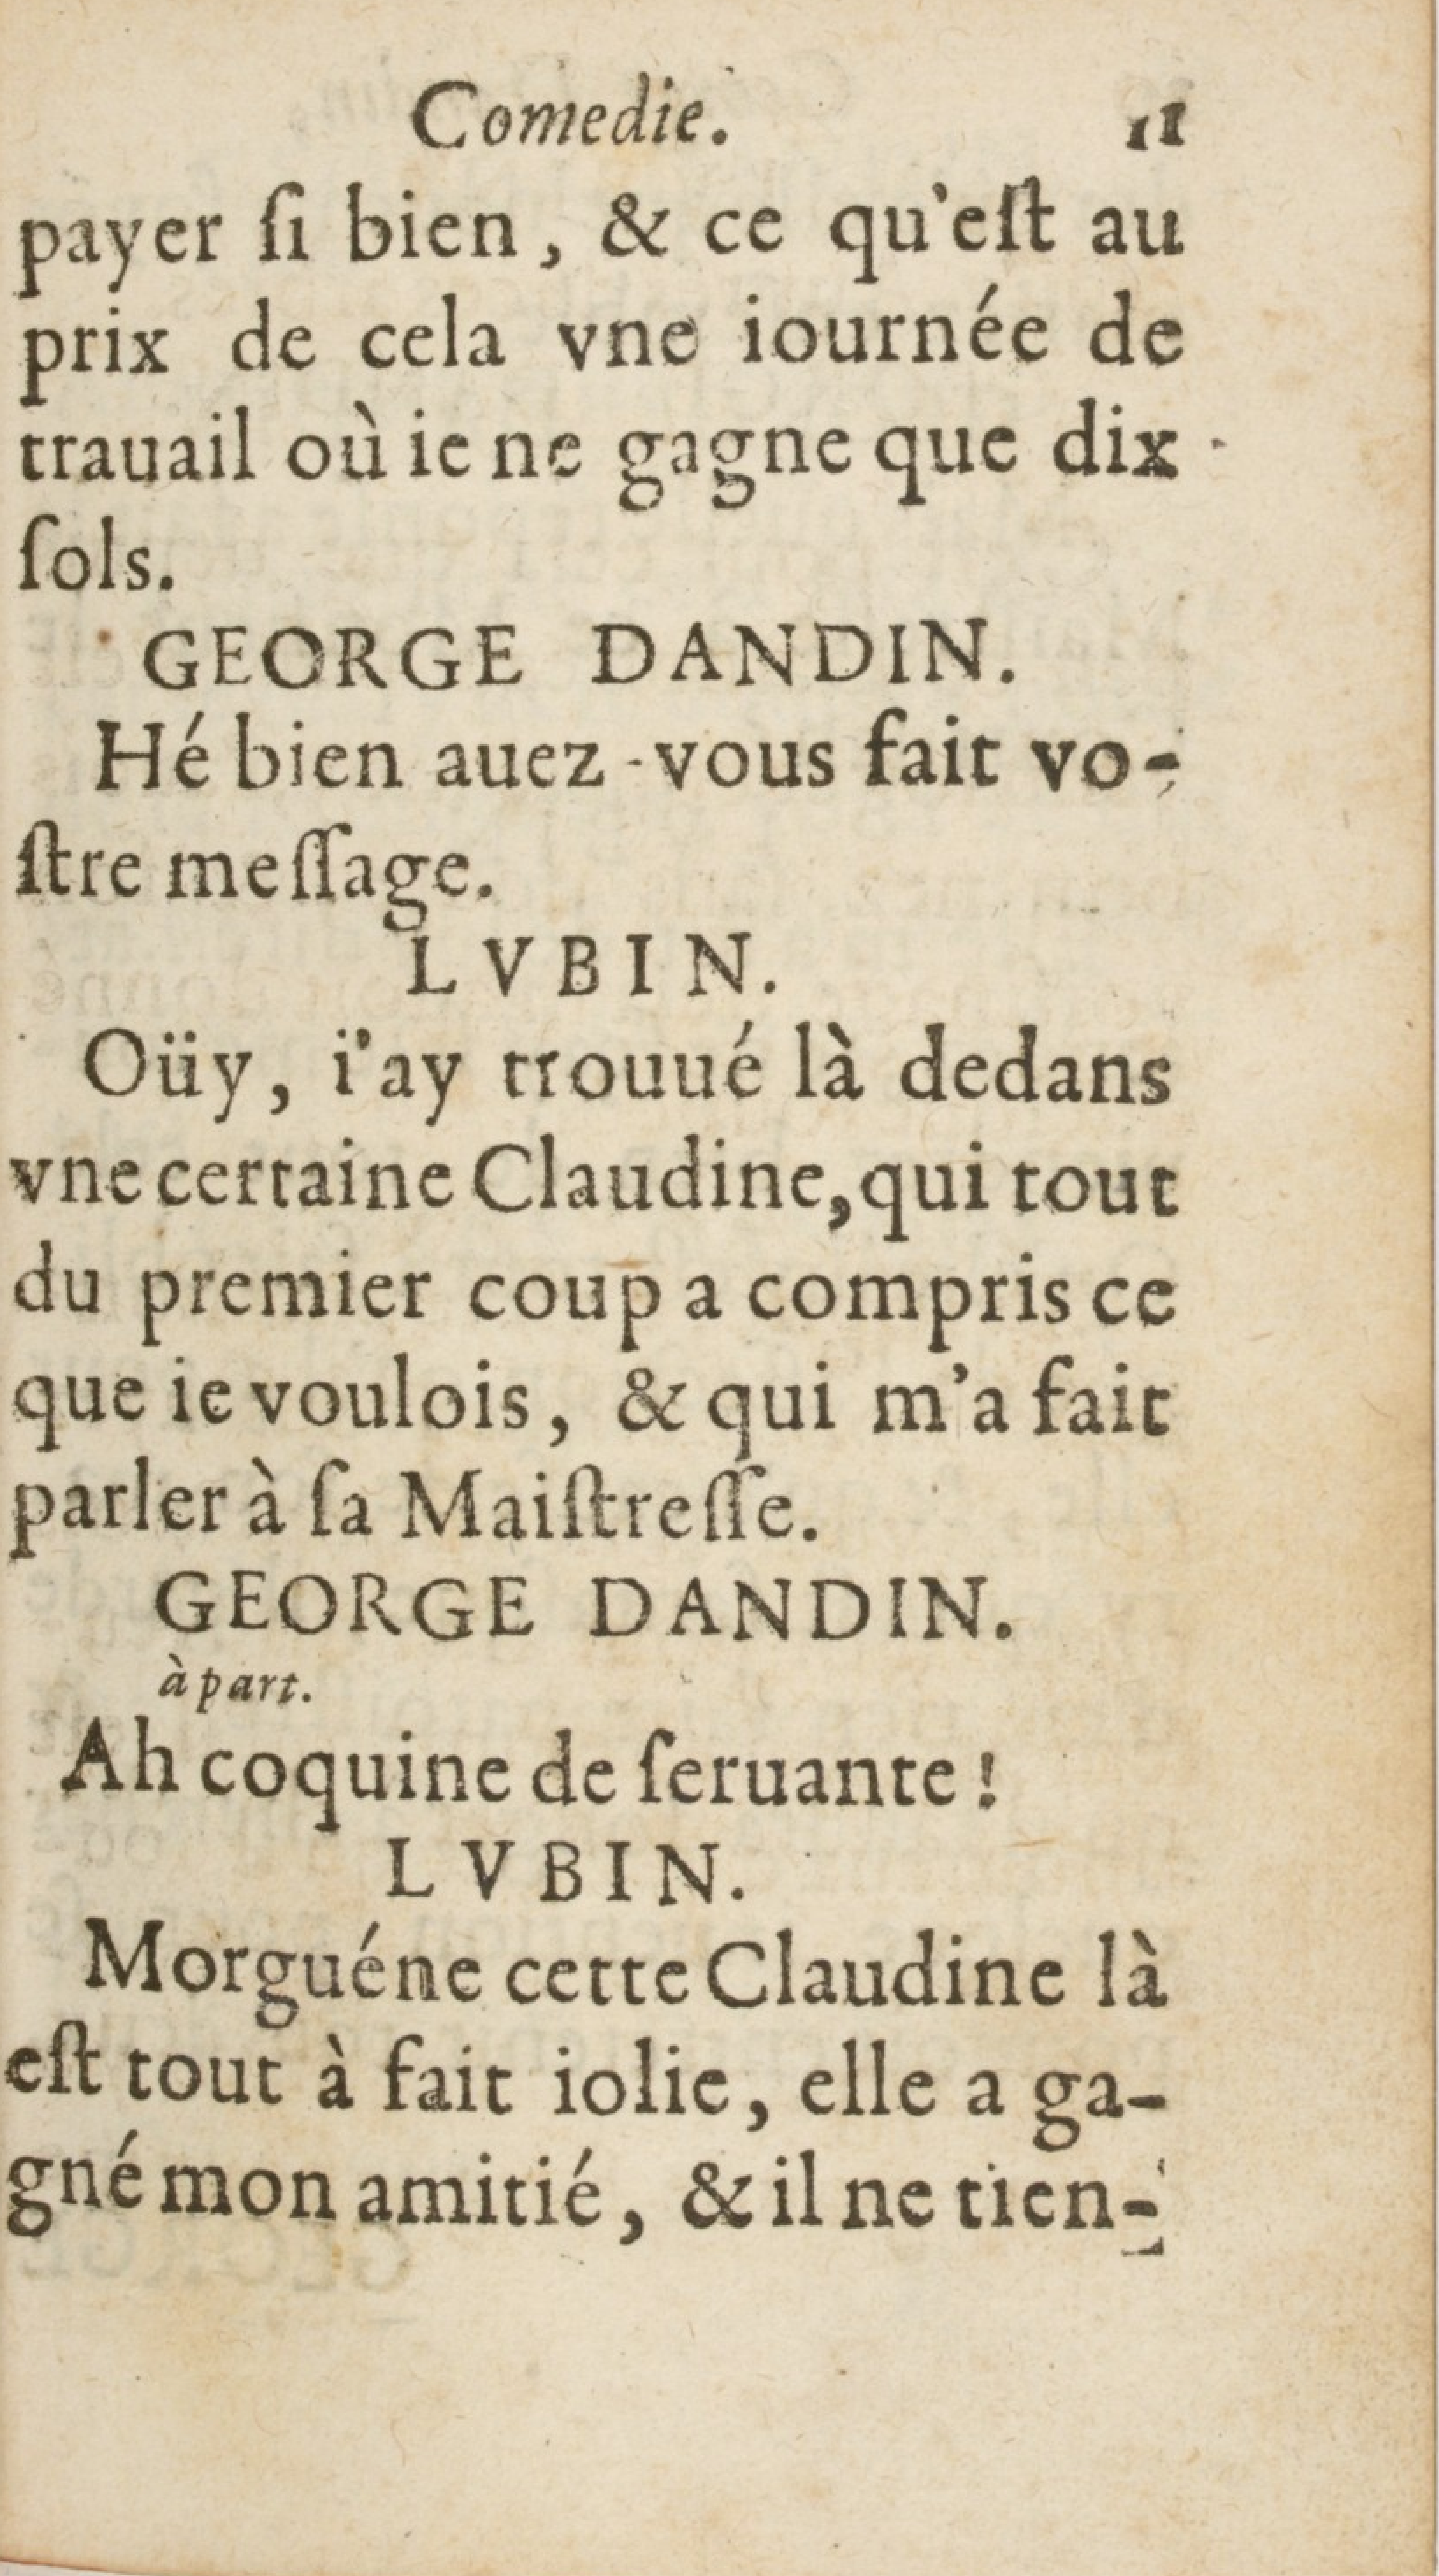 Comedie. 11
payer ſi bien, & ce qu'eſt au
prix de cela vne iournée de
trauail où ie ne gagne que dix
ſols.
GEORGE DANDIN.
Hé bien auez-vous fait vo-
ſtre meſſage.
LVBIN.
Oüy, i'ay trouué là dedans
vne certaine Claudine, qui tout
du premier coup a compris ce
que ie voulois, & qui m'a fait
parler à ſa Maiſtreſſe.
GEORGE DANDIN.
à part.
Ah coquine de ſeruante !
LVBIN.
Morguéne cette Claudine là
eſt tout à fait iolie, elle a ga-
gné mon amitié, & il ne tien-